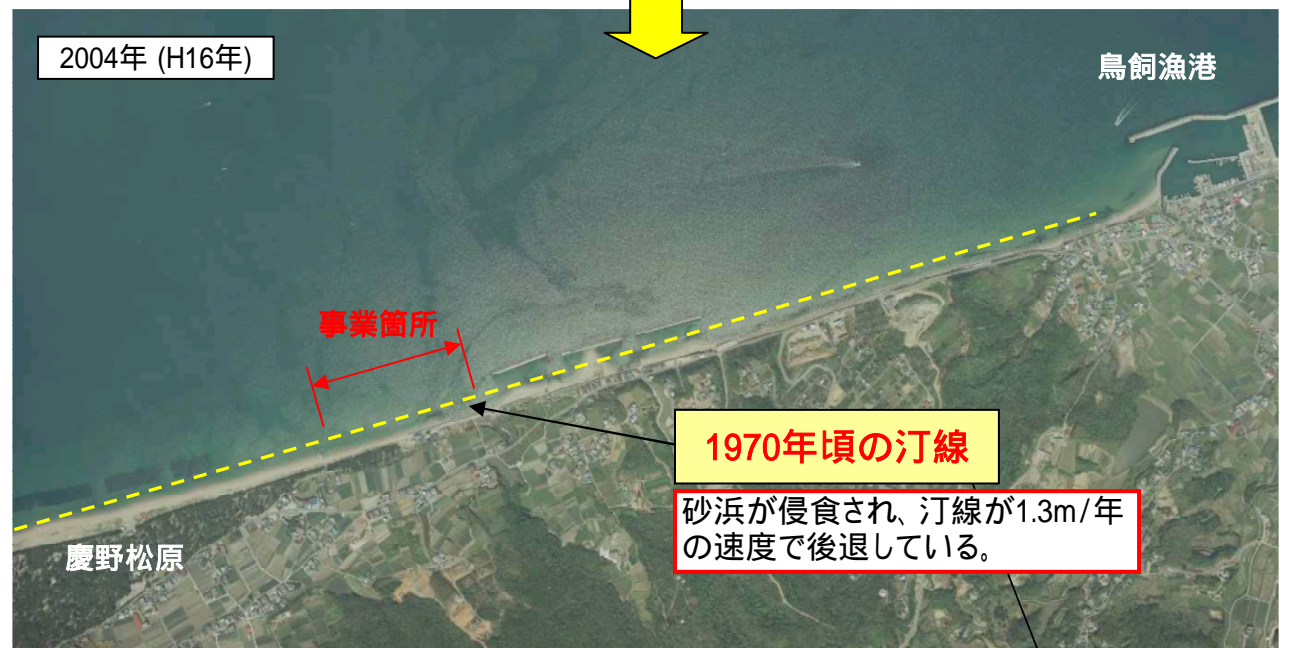 2004年 (H16年)
鳥飼漁港
事業箇所
1970年頃の汀線
砂浜が侵食され、汀線が1.3m/年
の速度で後退している。
慶野松原